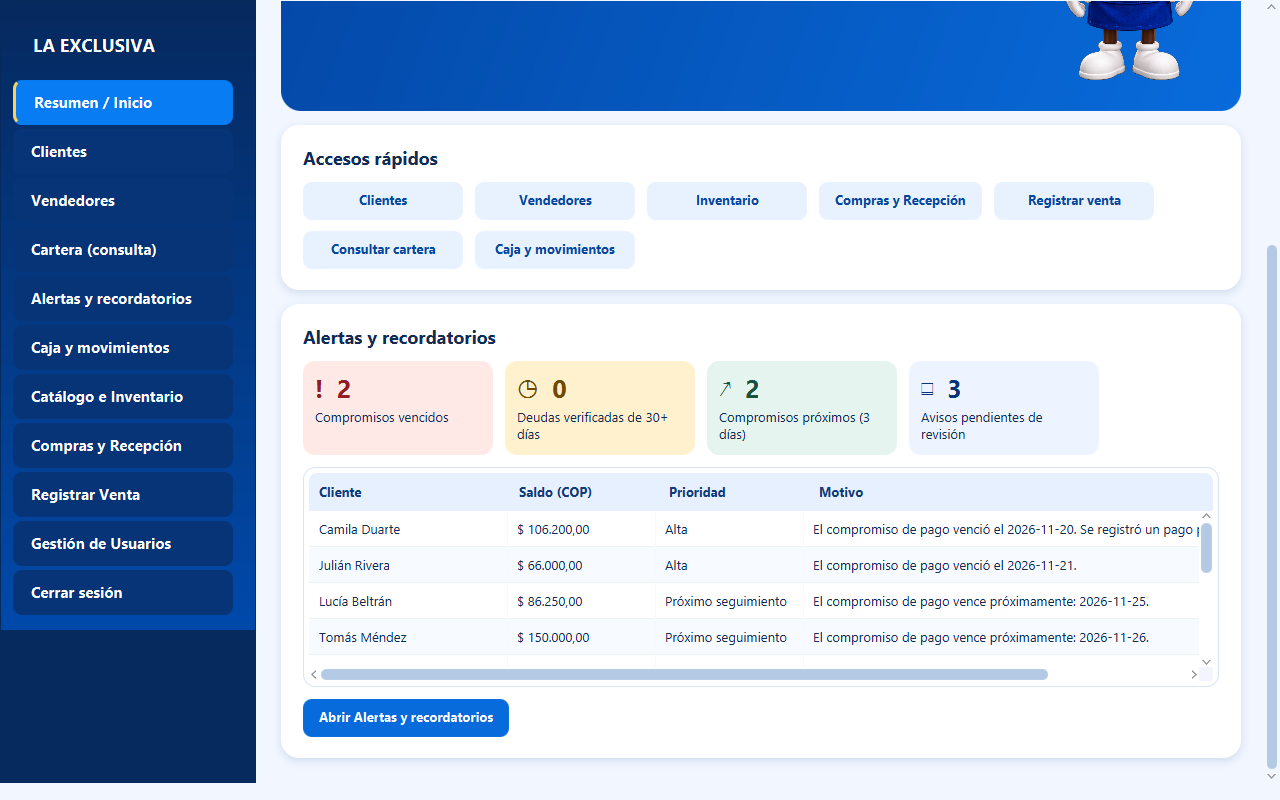 LA EXCLUSIVA
Resumen / Inicio
Clientes
Vendedores
Cartera (consulta)
Alertas y recordatorios
Caja y movimientos
Catálogo e Inventario
Compras y Recepción
Registrar Venta
Gestión de Usuarios
Cerrar sesión
Accesos rápidos
Clientes
Vendedores
Inventario
Compras y Recepción
Registrar venta
Consultar cartera
Caja y movimientos
Alertas y recordatorios
! 2
Compromisos vencidos
0
Deudas verificadas de 30+
días
2
Compromisos próximos (3
días)
3
Avisos pendientes de
revisión
Cliente Saldo (COP) Prioridad Motivo
Camila Duarte $ 106.200,00 Alta El compromiso de pago venció el 2026-11-20. Se registró un pago
Julián Rivera $ 66.000,00 Alta El compromiso de pago venció el 2026-11-21.
Lucía Beltrán $ 86.250,00 Próximo seguimiento El compromiso de pago vence próximamente: 2026-11-25.
Tomás Méndez $ 150.000,00 Próximo seguimiento El compromiso de pago vence próximamente: 2026-11-26.
Abrir Alertas y recordatorios